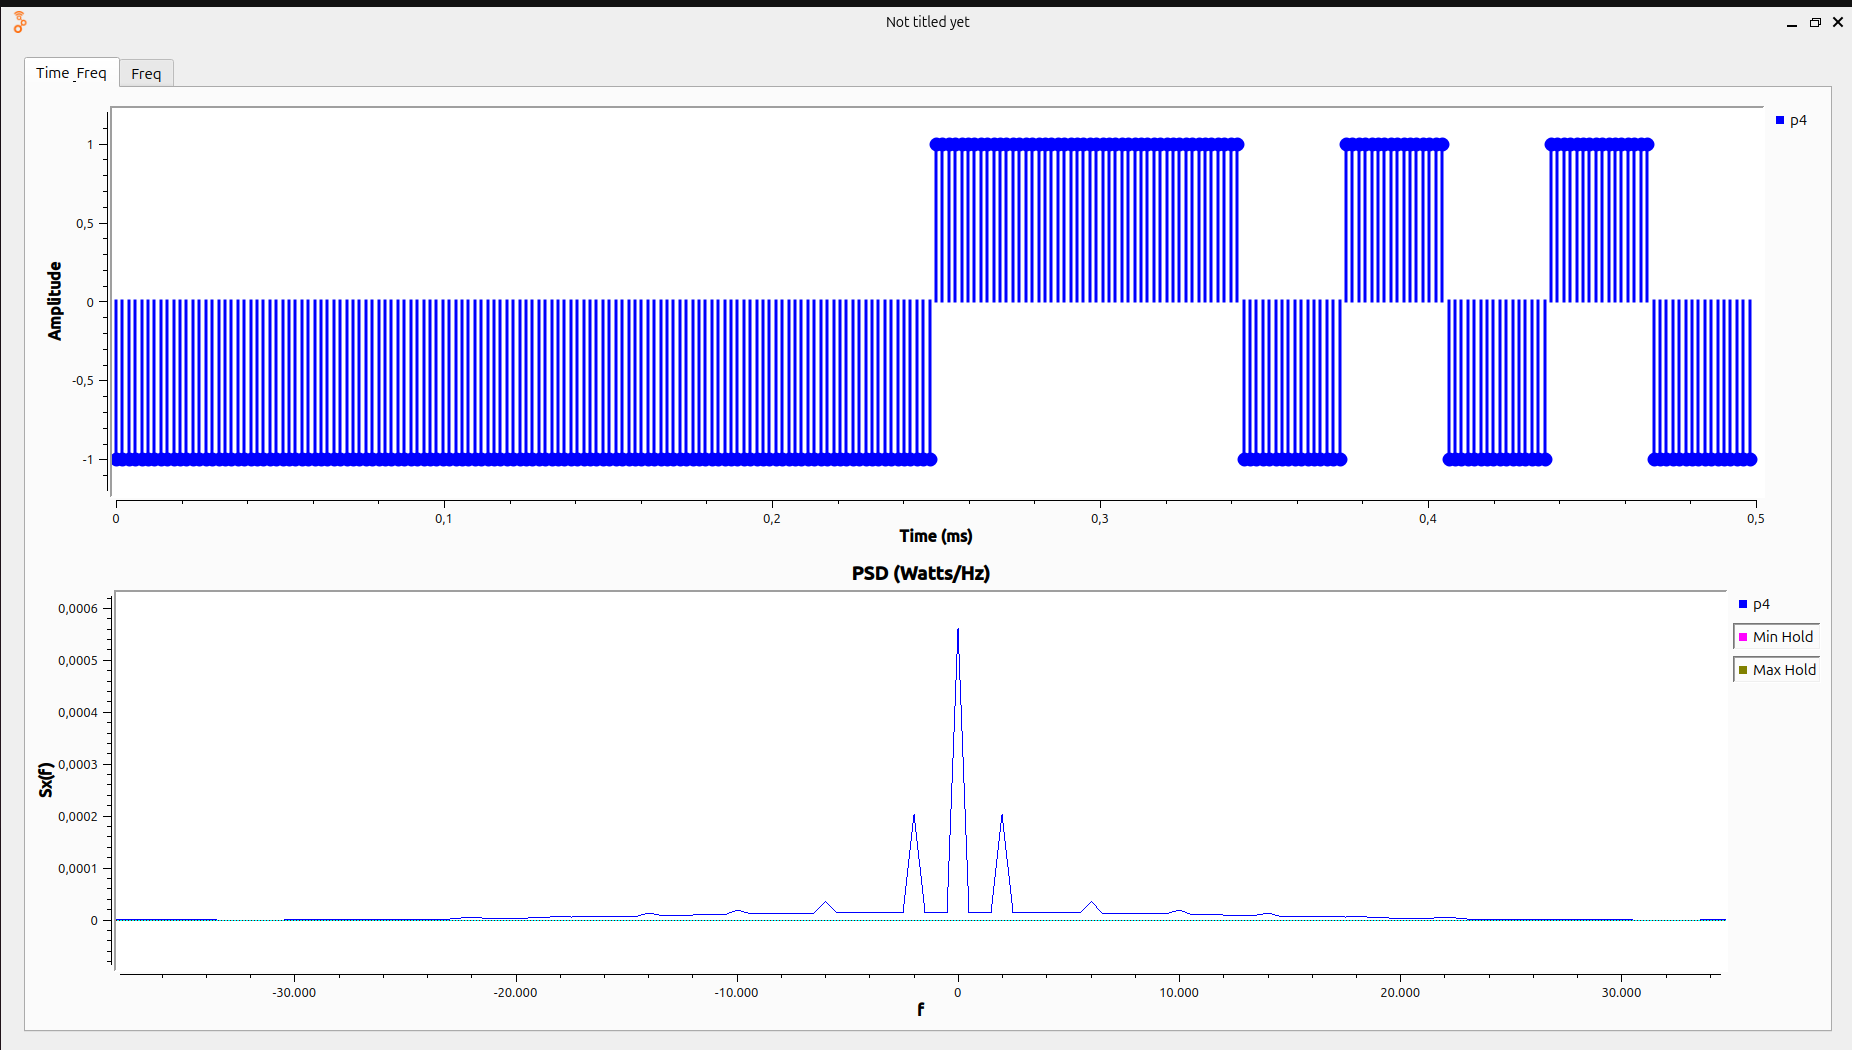 Not titled yet
Time_Freq
Freq
p4
Amplitude
1
0,5
0
-0,5
-1
0
0,1
0,2
0,3
0,4
0,5
Time (ms)
PSD (Watts/Hz)
p4
Min Hold
Max Hold
Sx(f)
0,0006
0,0005
0,0004
0,0003
0,0002
0,0001
0
-30.000
-20.000
-10.000
0
10.000
20.000
30.000
f